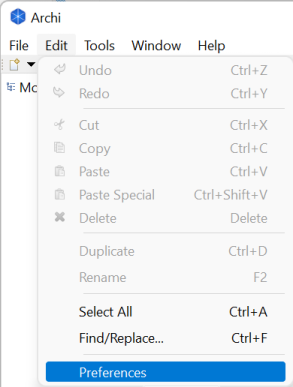 Archi
File Edit Tools Window Help
Mo
Undo Ctrl+Z
Redo Ctrl+Y
Cut Ctrl+X
Copy Ctrl+C
Paste Ctrl+V
Paste Special Ctrl+Shift+V
Delete Delete
Duplicate Ctrl+D
Rename F2
Select All Ctrl+A
Find/Replace... Ctrl+F
Preferences